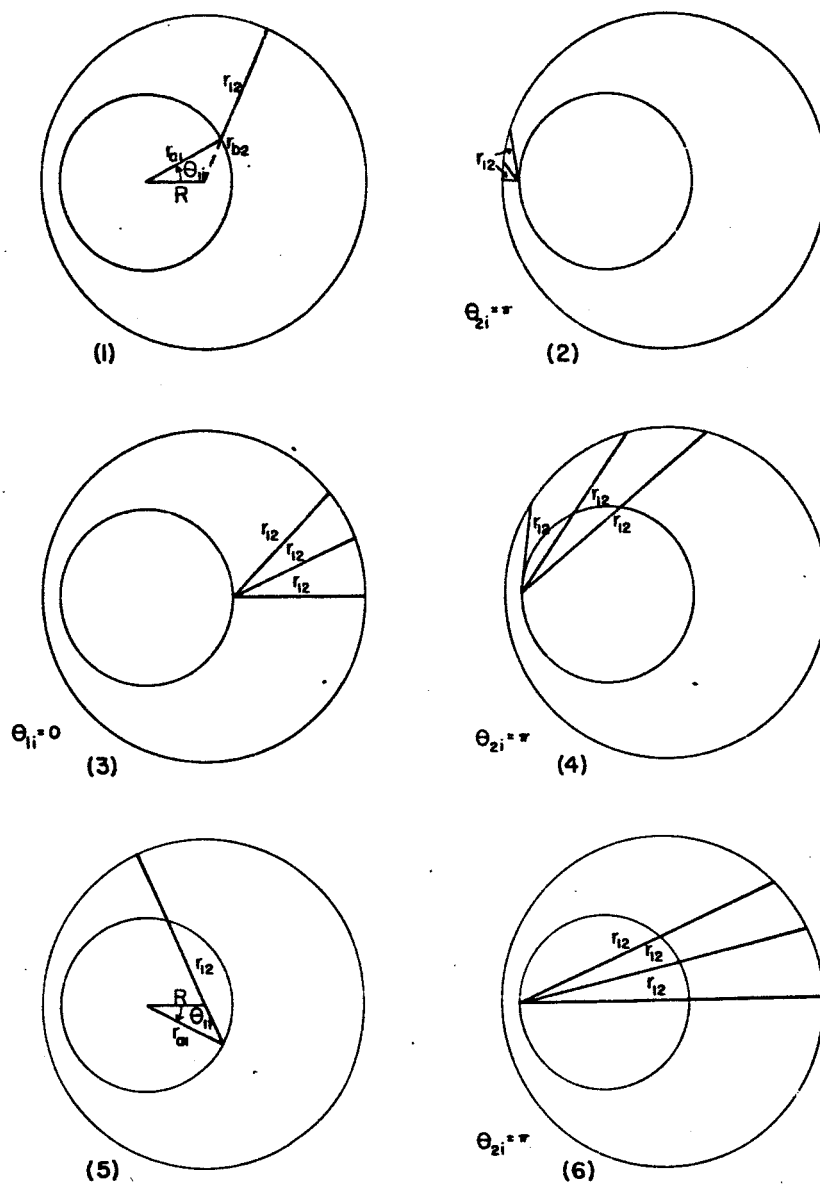 r₁₂
rₐ₁
r_b2
θ₁ᵢ
R
(1)
r₁₂
θ₂ᵢ = π
(2)
r₁₂
r₁₂
r₁₂
θ₁ᵢ = 0
(3)
r₁₂
r₁₂
r₁₂
θ₂ᵢ = π
(4)
r₁₂
R
θ₁ᵢ
rₐ₁
(5)
r₁₂
r₁₂
r₁₂
θ₂ᵢ = π
(6)